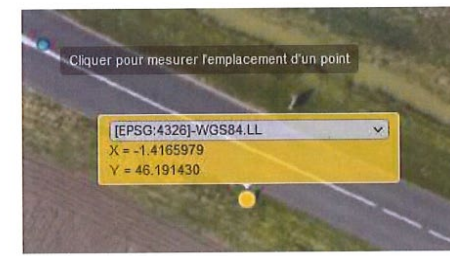 Cliquer pour mesurer l'emplacement d'un point
[EPSG:4326]-WGS84.LL
X = -1.4165979
Y = 46.191430